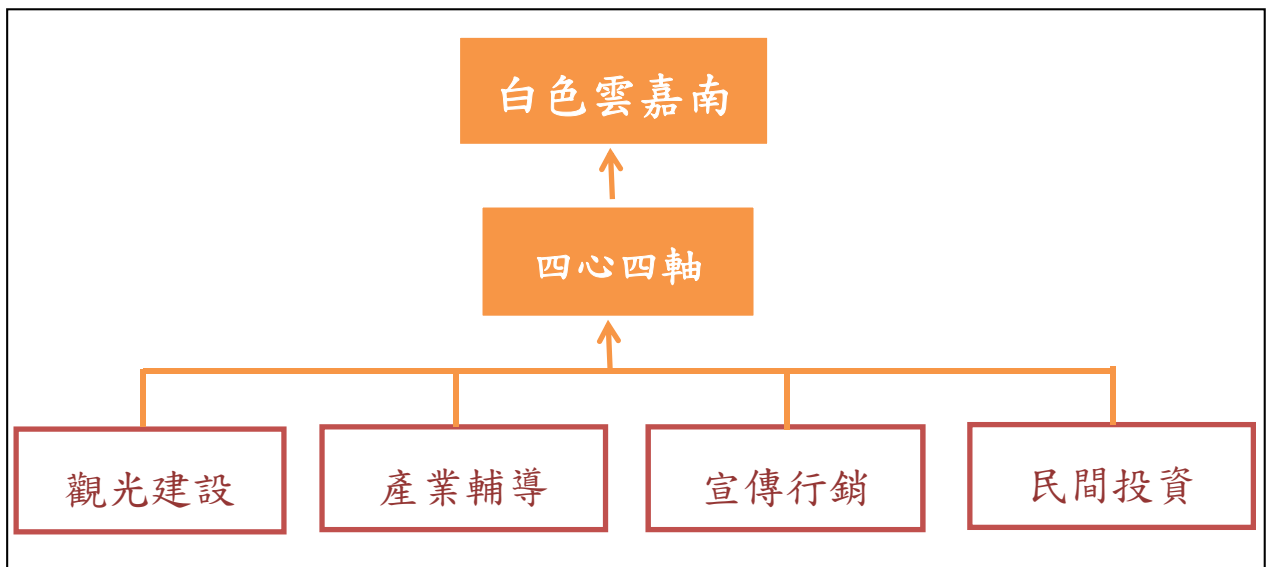 白色雲嘉南
四心四軸
觀光建設
產業輔導
宣傳行銷
民間投資